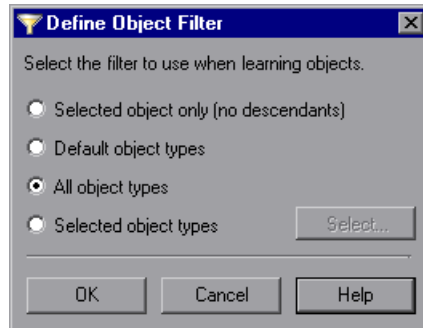 Define Object Filter
Select the filter to use when learning objects.
Selected object only (no descendants)
Default object types
All object types
Selected object types
Select...
OK
Cancel
Help